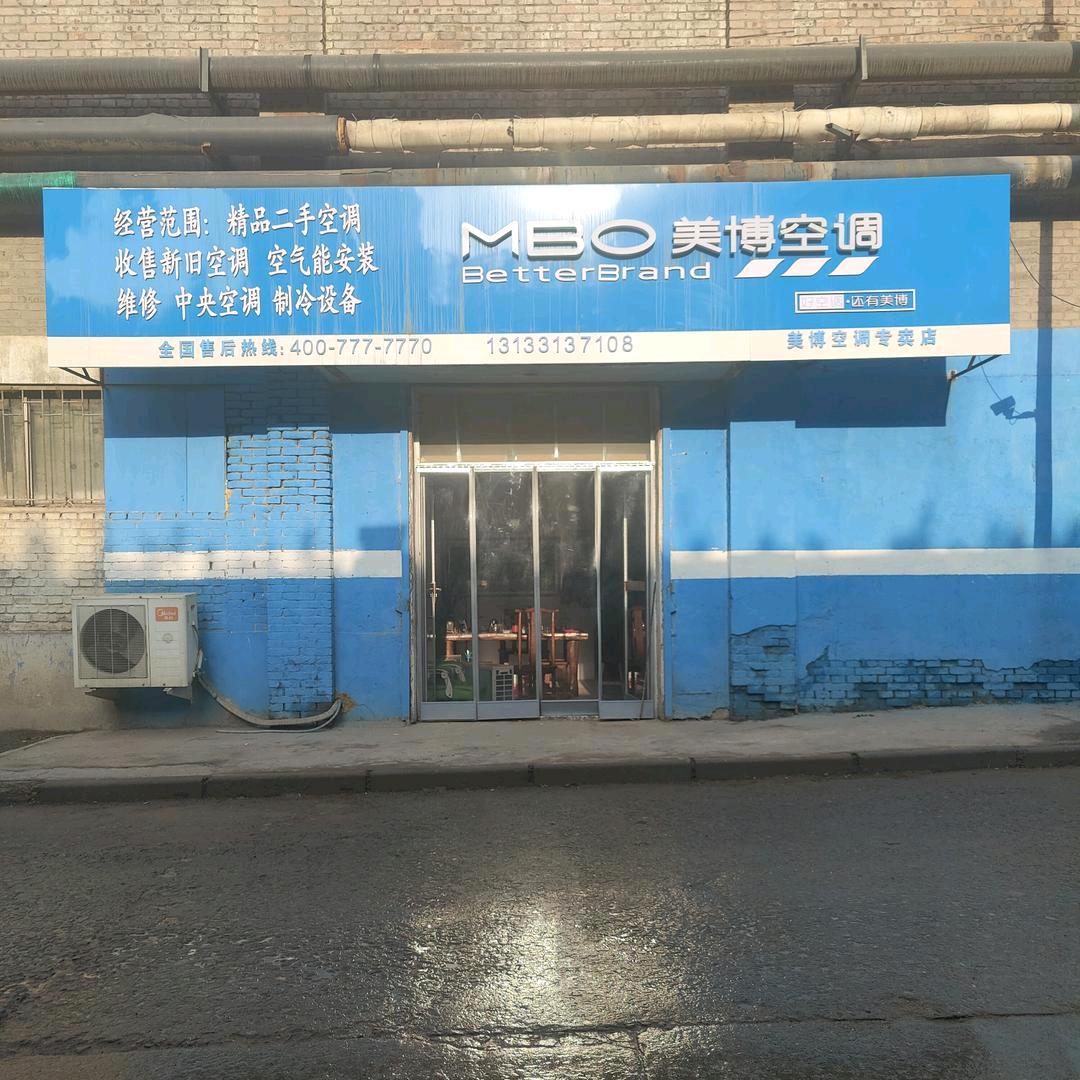 经营范围：精品二手空调
收售新旧空调 空气能安装
维修 中央空调 制冷设备
MBO 美博空调
BetterBrand
好空调·还有美博
全国售后热线：400-777-7770 13133137108
美博空调专卖店
Midea